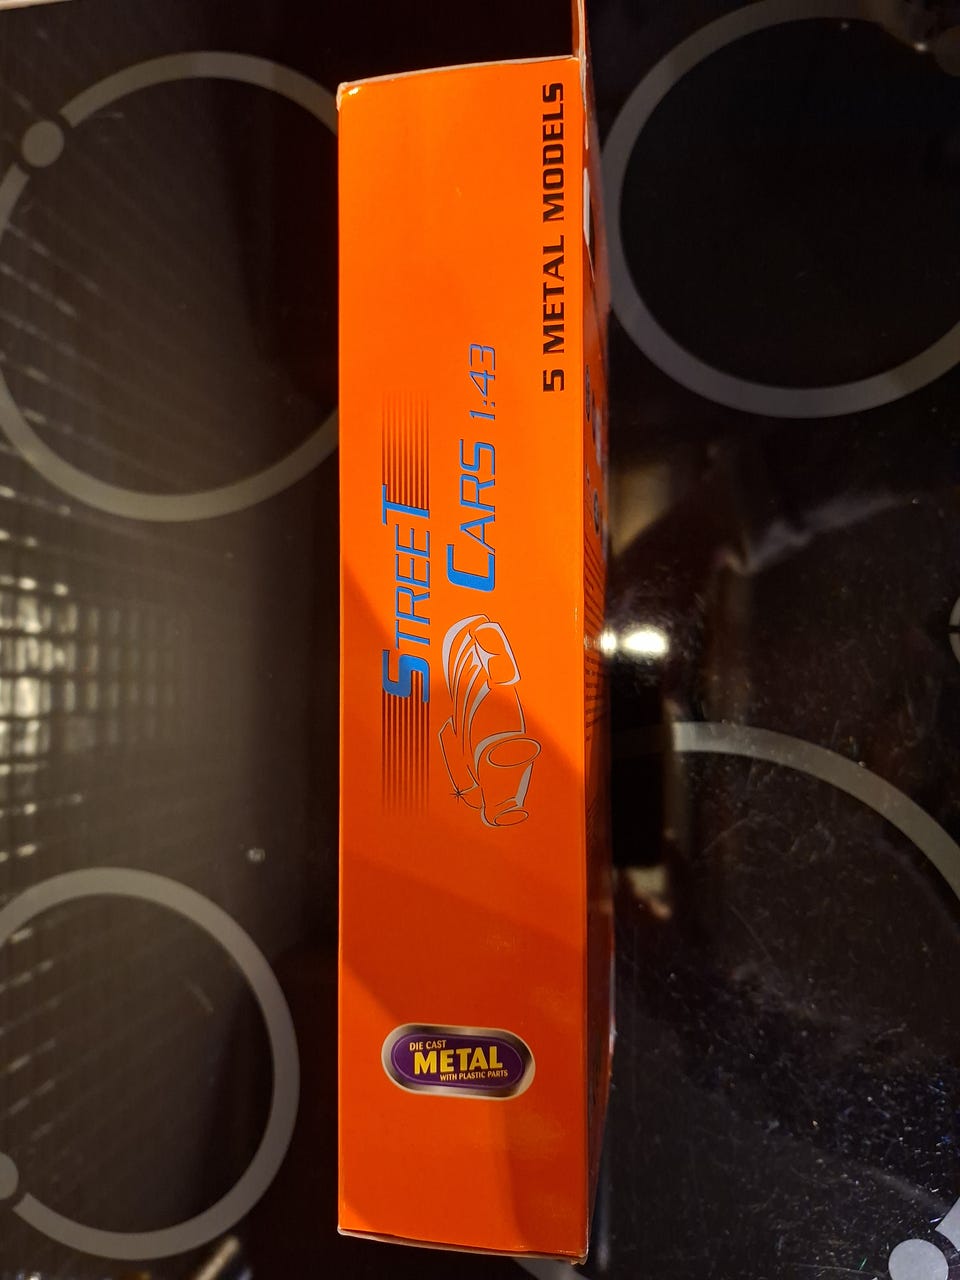 5 METAL MODELS
STREET
CARS 1:43
DIE CAST
METAL
WITH PLASTIC PARTS